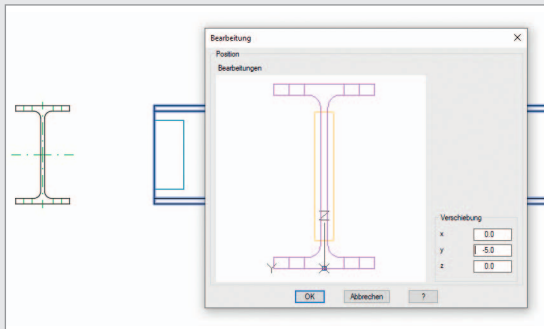 Bearbeitung
Position
Bearbeitungen
Z
Y
Verschiebung
x 0.0
y -5.0
z 0.0
OK
Abbrechen
?